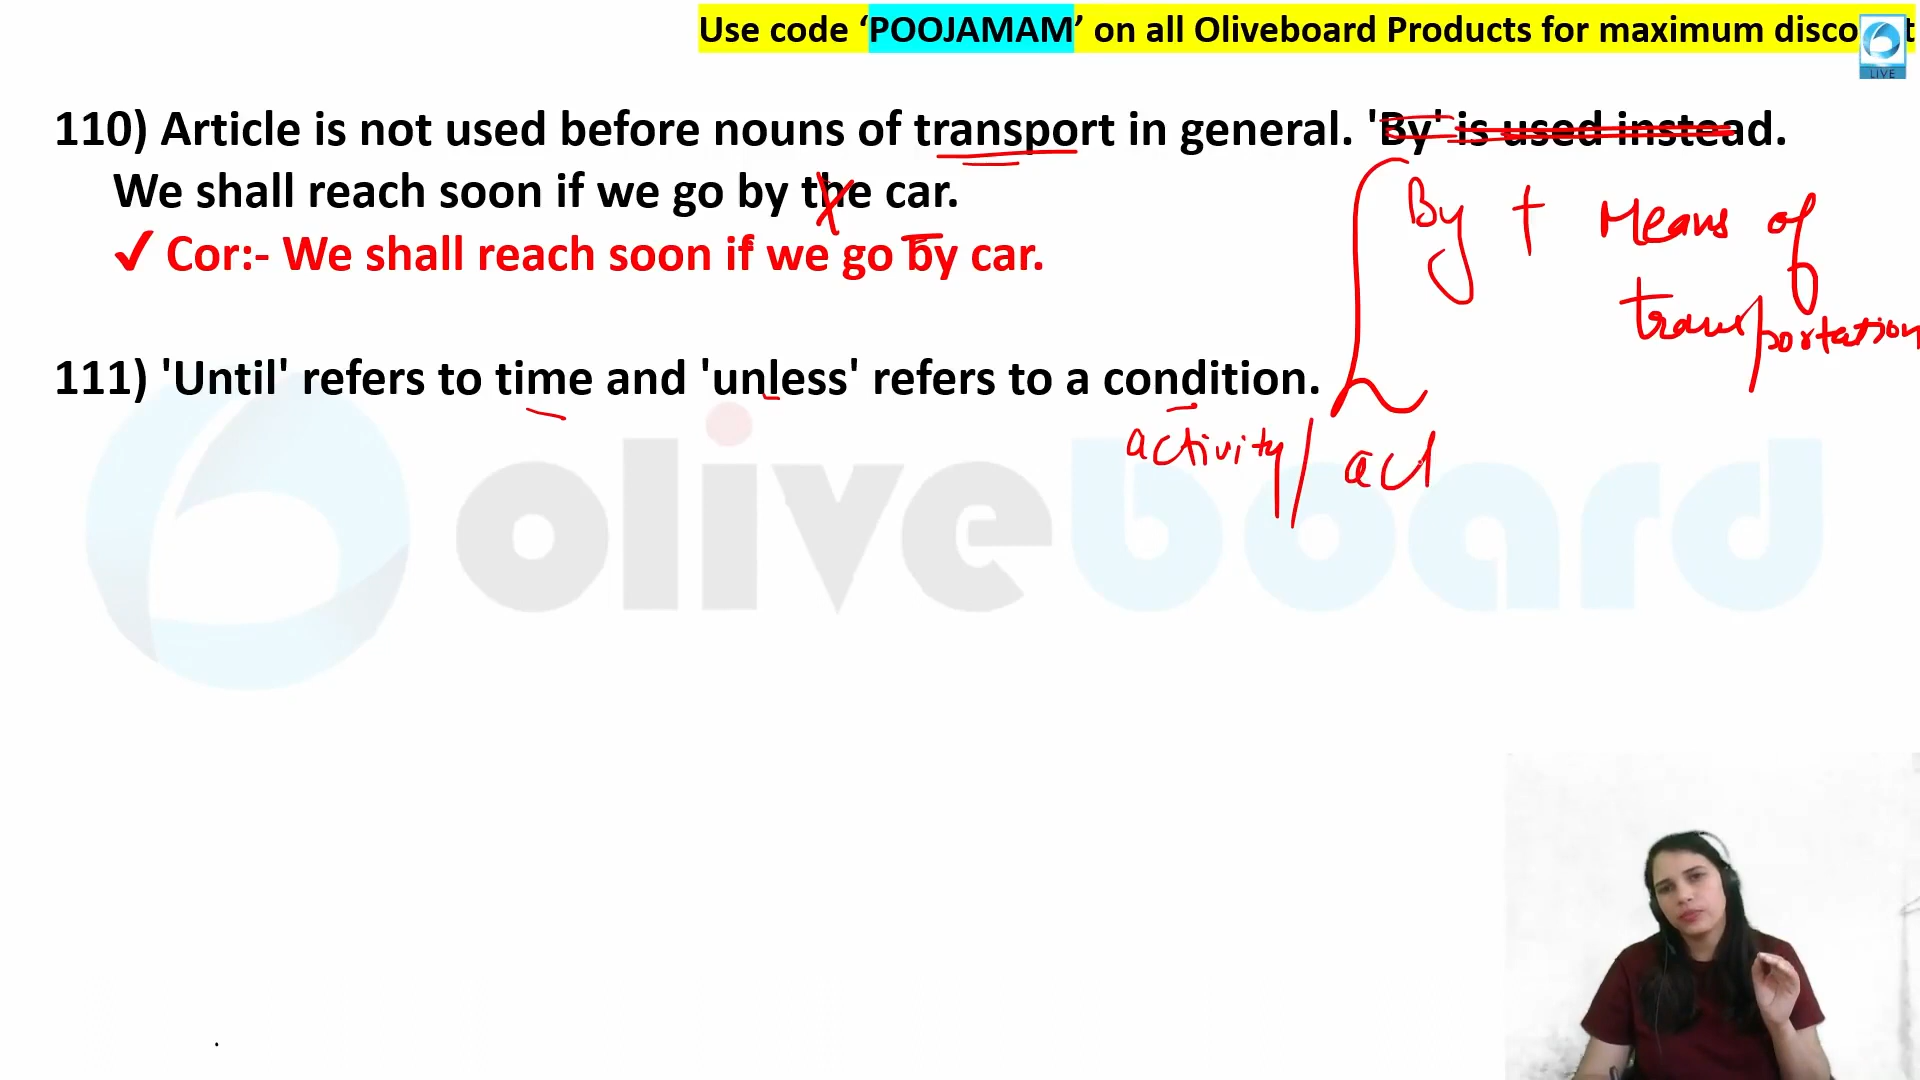 Use code ‘POOJAMAM’ on all Oliveboard Products for maximum disco t
LIVE
110) Article is not used before nouns of transport in general. 'By' is used instead.
We shall reach soon if we go by the car.
✔ Cor:- We shall reach soon if we go by car.
By + Means of
transportation
111) 'Until' refers to time and 'unless' refers to a condition.
activity / act
oliveboard